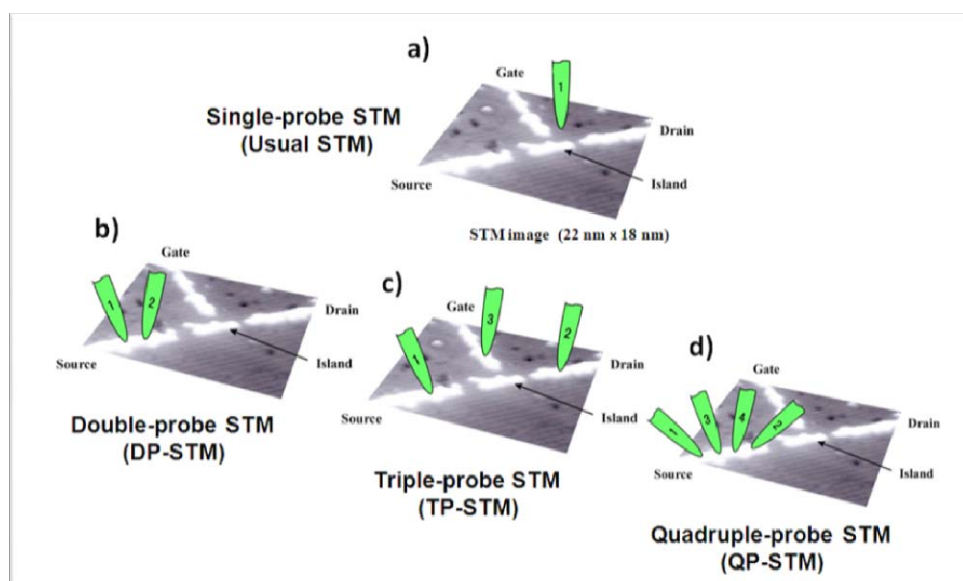 a)
Gate
1
Single-probe STM
(Usual STM)
Drain
Source
Island
STM image (22 nm x 18 nm)
b)
Gate
1
2
Drain
Source
Island
Double-probe STM
(DP-STM)
c)
Gate
3
2
1
Drain
Source
Island
Triple-probe STM
(TP-STM)
d)
Gate
1
3
4
2
Drain
Source
Island
Quadruple-probe STM
(QP-STM)